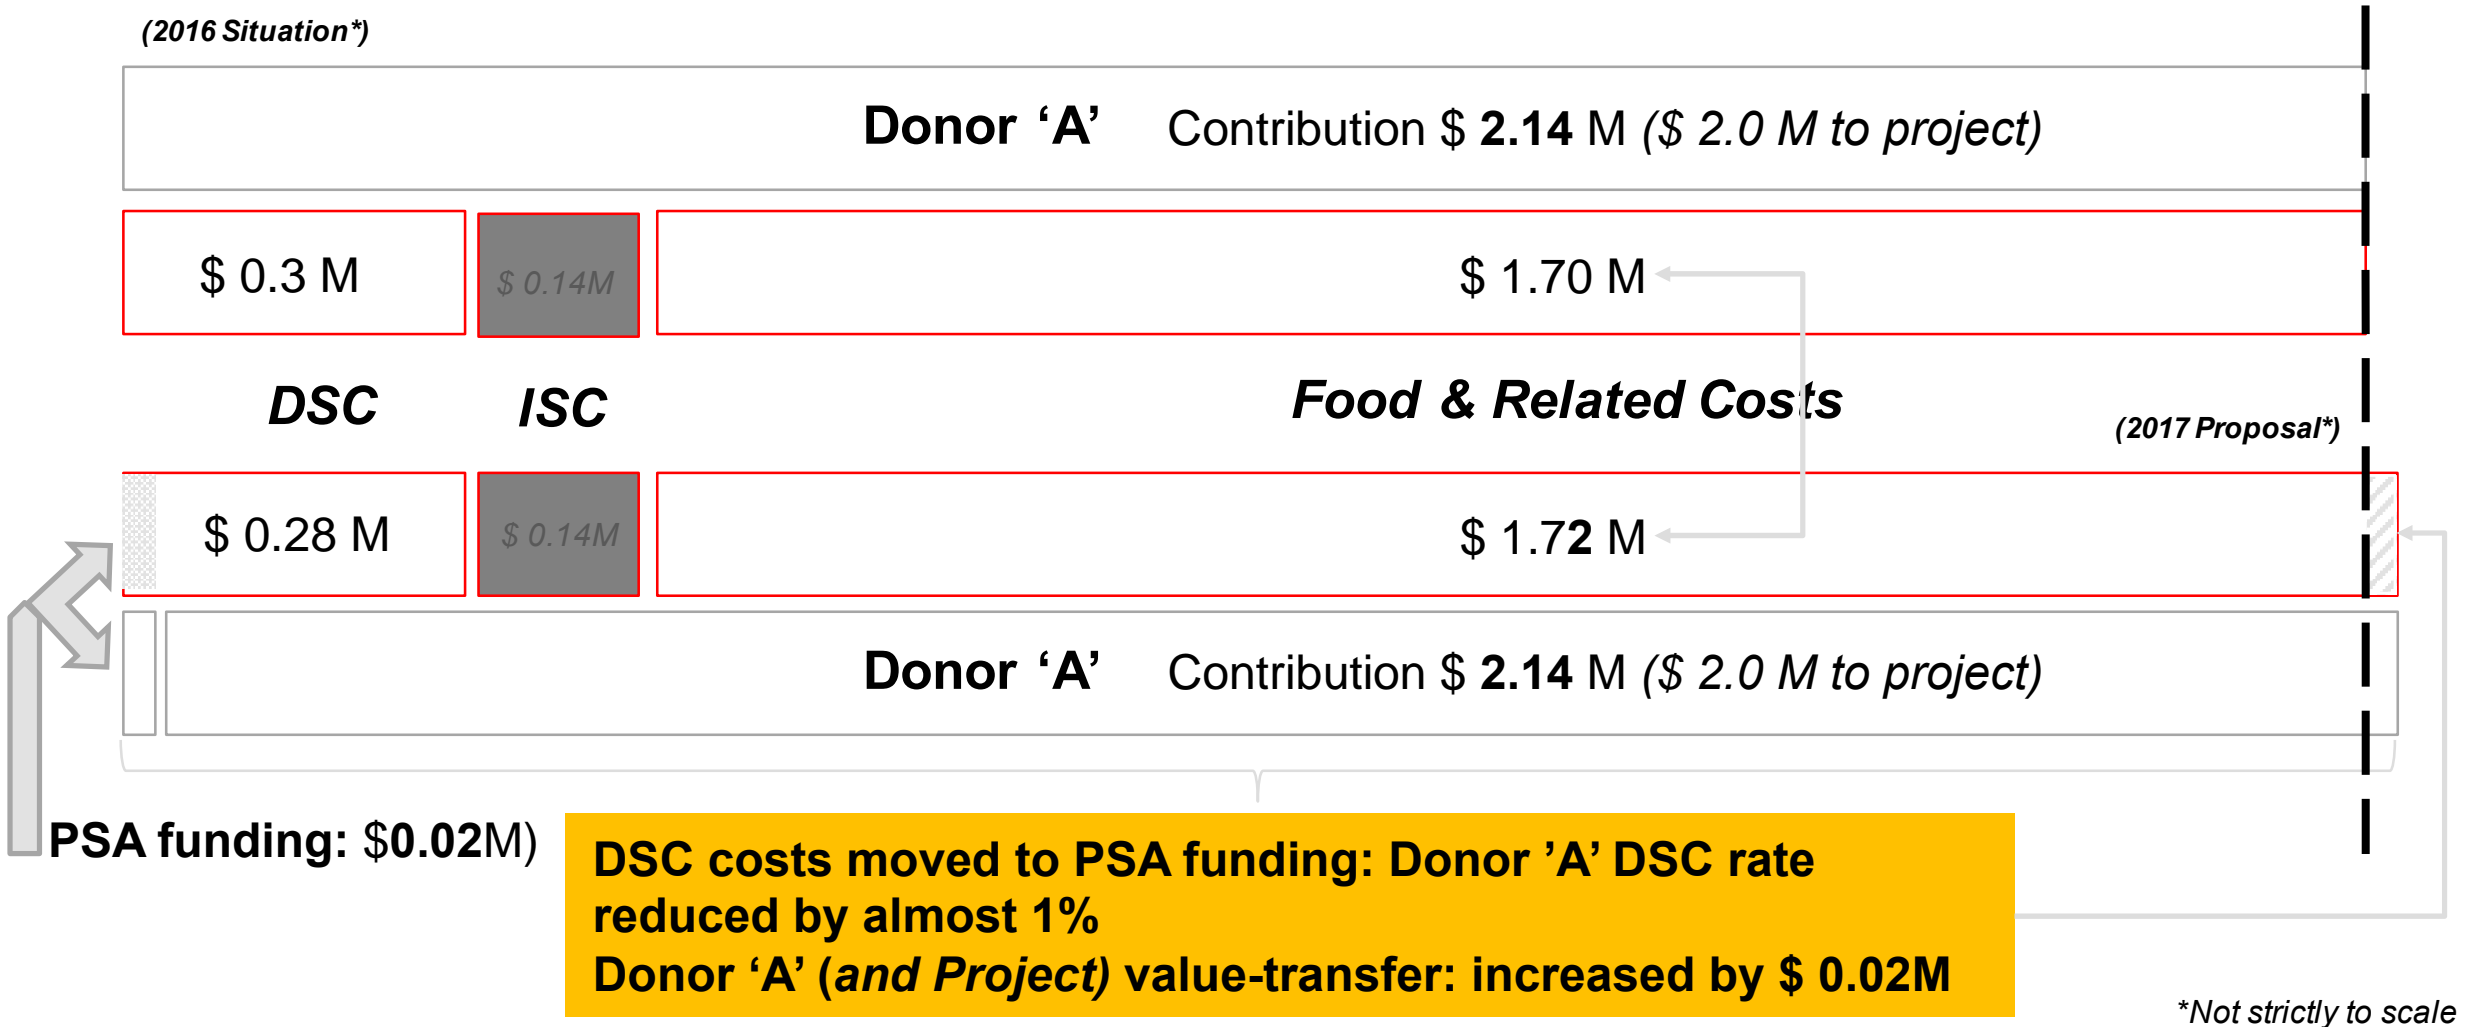 (2016 Situation*)
Donor ‘A’ Contribution $ 2.14 M ($ 2.0 M to project)
$ 0.3 M $ 0.14M $ 1.70 M
DSC ISC Food & Related Costs
(2017 Proposal*)
$ 0.28 M $ 0.14M $ 1.72 M
Donor ‘A’ Contribution $ 2.14 M ($ 2.0 M to project)
PSA funding: $0.02M)
DSC costs moved to PSA funding: Donor ’A’ DSC rate
reduced by almost 1%
Donor ‘A’ (and Project) value-transfer: increased by $ 0.02M
*Not strictly to scale